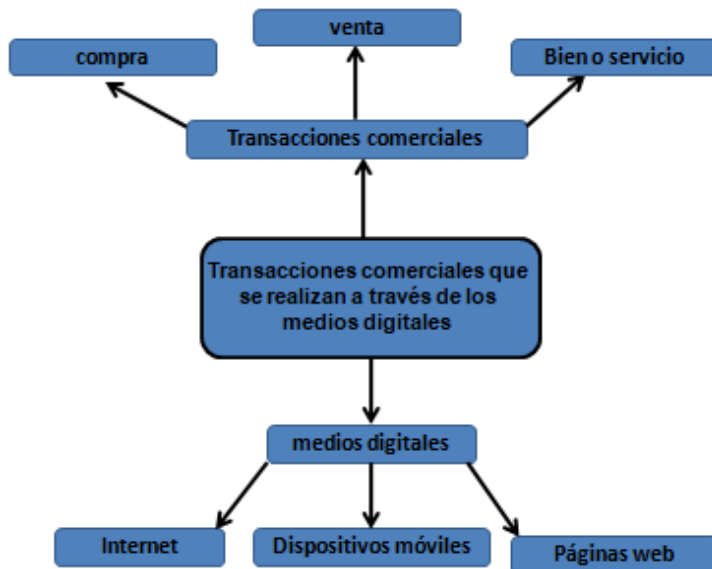 venta
compra
Bien o servicio
Transacciones comerciales
Transacciones comerciales que
se realizan a través de los
medios digitales
medios digitales
Internet
Dispositivos móviles
Páginas web